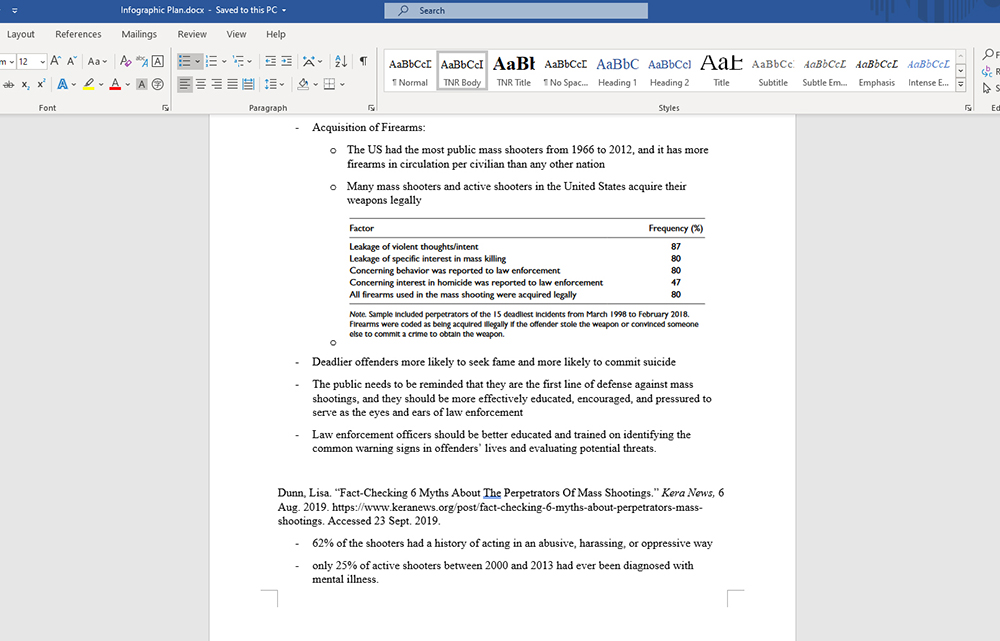 Infographic Plan.docx - Saved to this PC
Search
Layout References Mailings Review View Help
12 Aa
Font Paragraph Styles
AaBbCcI AaBbCcI AaBb AaBbCcI AaBbC AaBbCcI AaE AaBbCc AaBbCcL AaBbCcL AaBbCcL
¶ Normal TNR Body TNR Title ¶ No Spac... Heading 1 Heading 2 Title Subtitle Subtle Em... Emphasis Intense E...
- Acquisition of Firearms:
o The US had the most public mass shooters from 1966 to 2012, and it has more
firearms in circulation per civilian than any other nation
o Many mass shooters and active shooters in the United States acquire their
weapons legally
Factor Frequency (%)
Leakage of violent thoughts/intent 87
Leakage of specific interest in mass killing 80
Concerning behavior was reported to law enforcement 80
Concerning interest in homicide was reported to law enforcement 47
All firearms used in the mass shooting were acquired legally 80
Note. Sample included perpetrators of the 15 deadliest incidents from March 1998 to February 2018.
Firearms were coded as being acquired illegally if the offender stole the weapon or convinced someone
else to commit a crime to obtain the weapon.
o
- Deadlier offenders more likely to seek fame and more likely to commit suicide
- The public needs to be reminded that they are the first line of defense against mass
shootings, and they should be more effectively educated, encouraged, and pressured to
serve as the eyes and ears of law enforcement
- Law enforcement officers should be better educated and trained on identifying the
common warning signs in offenders’ lives and evaluating potential threats.
Dunn, Lisa. “Fact-Checking 6 Myths About The Perpetrators Of Mass Shootings.” Kera News, 6
Aug. 2019. https://www.keranews.org/post/fact-checking-6-myths-about-perpetrators-mass-
shootings. Accessed 23 Sept. 2019.
- 62% of the shooters had a history of acting in an abusive, harassing, or oppressive way
- only 25% of active shooters between 2000 and 2013 had ever been diagnosed with
mental illness.